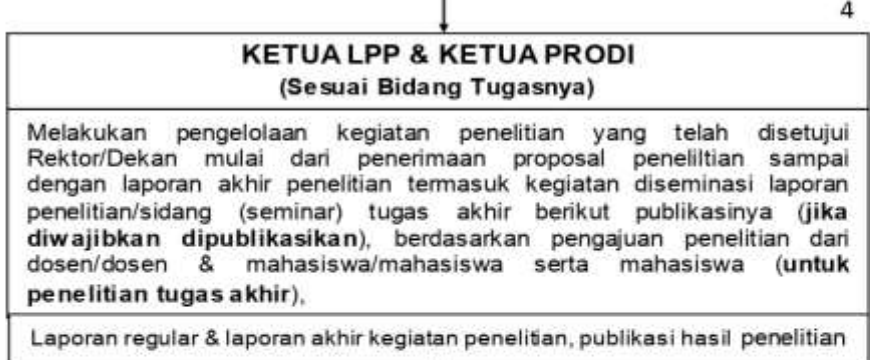 4
KETUA LPP & KETUA PRODI
(Sesuai Bidang Tugasnya)
Melakukan pengelolaan kegiatan penelitian yang telah disetujui
Rektor/Dekan mulai dari penerimaan proposal peneliltian sampai
dengan laporan akhir penelitian termasuk kegiatan diseminasi laporan
penelitian/sidang (seminar) tugas akhir berikut publikasinya (jika
diwajibkan dipublikasikan), berdasarkan pengajuan penelitian dari
dosen/dosen & mahasiswa/mahasiswa serta mahasiswa (untuk
penelitian tugas akhir),
Laporan regular & laporan akhir kegiatan penelitian, publikasi hasil penelitian